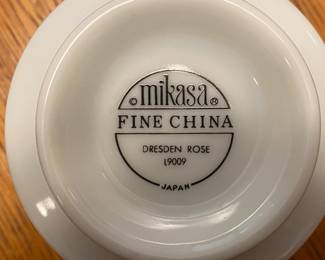 © mikasa ®
FINE CHINA
DRESDEN ROSE
L9009
JAPAN